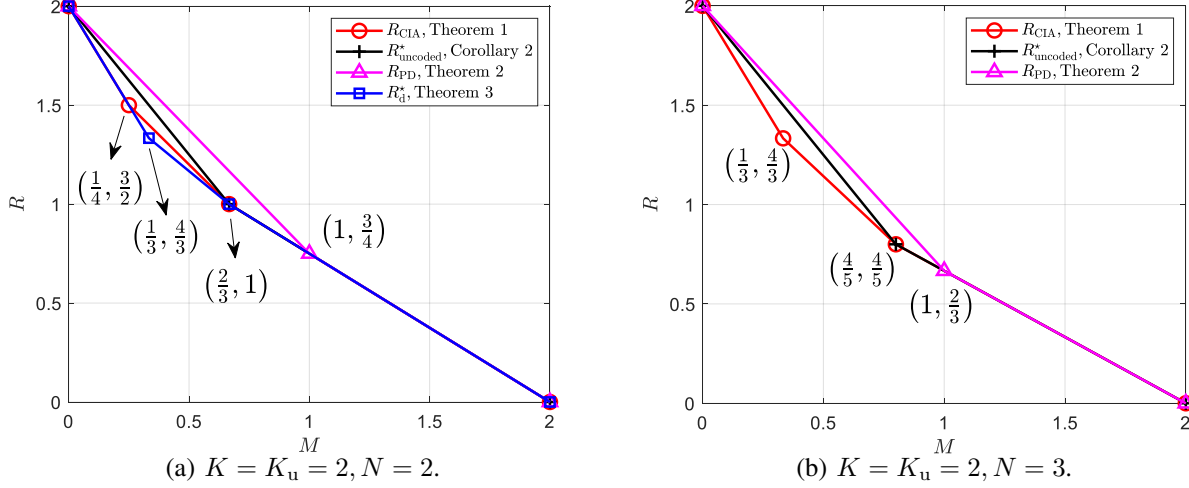 2
1.5
1
0.5
0
R
0
0.5
1
1.5
2
M
R_CIA, Theorem 1
R*_uncoded, Corollary 2
R_PD, Theorem 2
R*_d, Theorem 3
(1/4, 3/2)
(1/3, 4/3)
(2/3, 1)
(1, 3/4)
(a) K = K_u = 2, N = 2.
2
1.5
1
0.5
0
R
0
0.5
1
1.5
2
M
R_CIA, Theorem 1
R*_uncoded, Corollary 2
R_PD, Theorem 2
(1/3, 4/3)
(4/5, 4/5)
(1, 2/3)
(b) K = K_u = 2, N = 3.